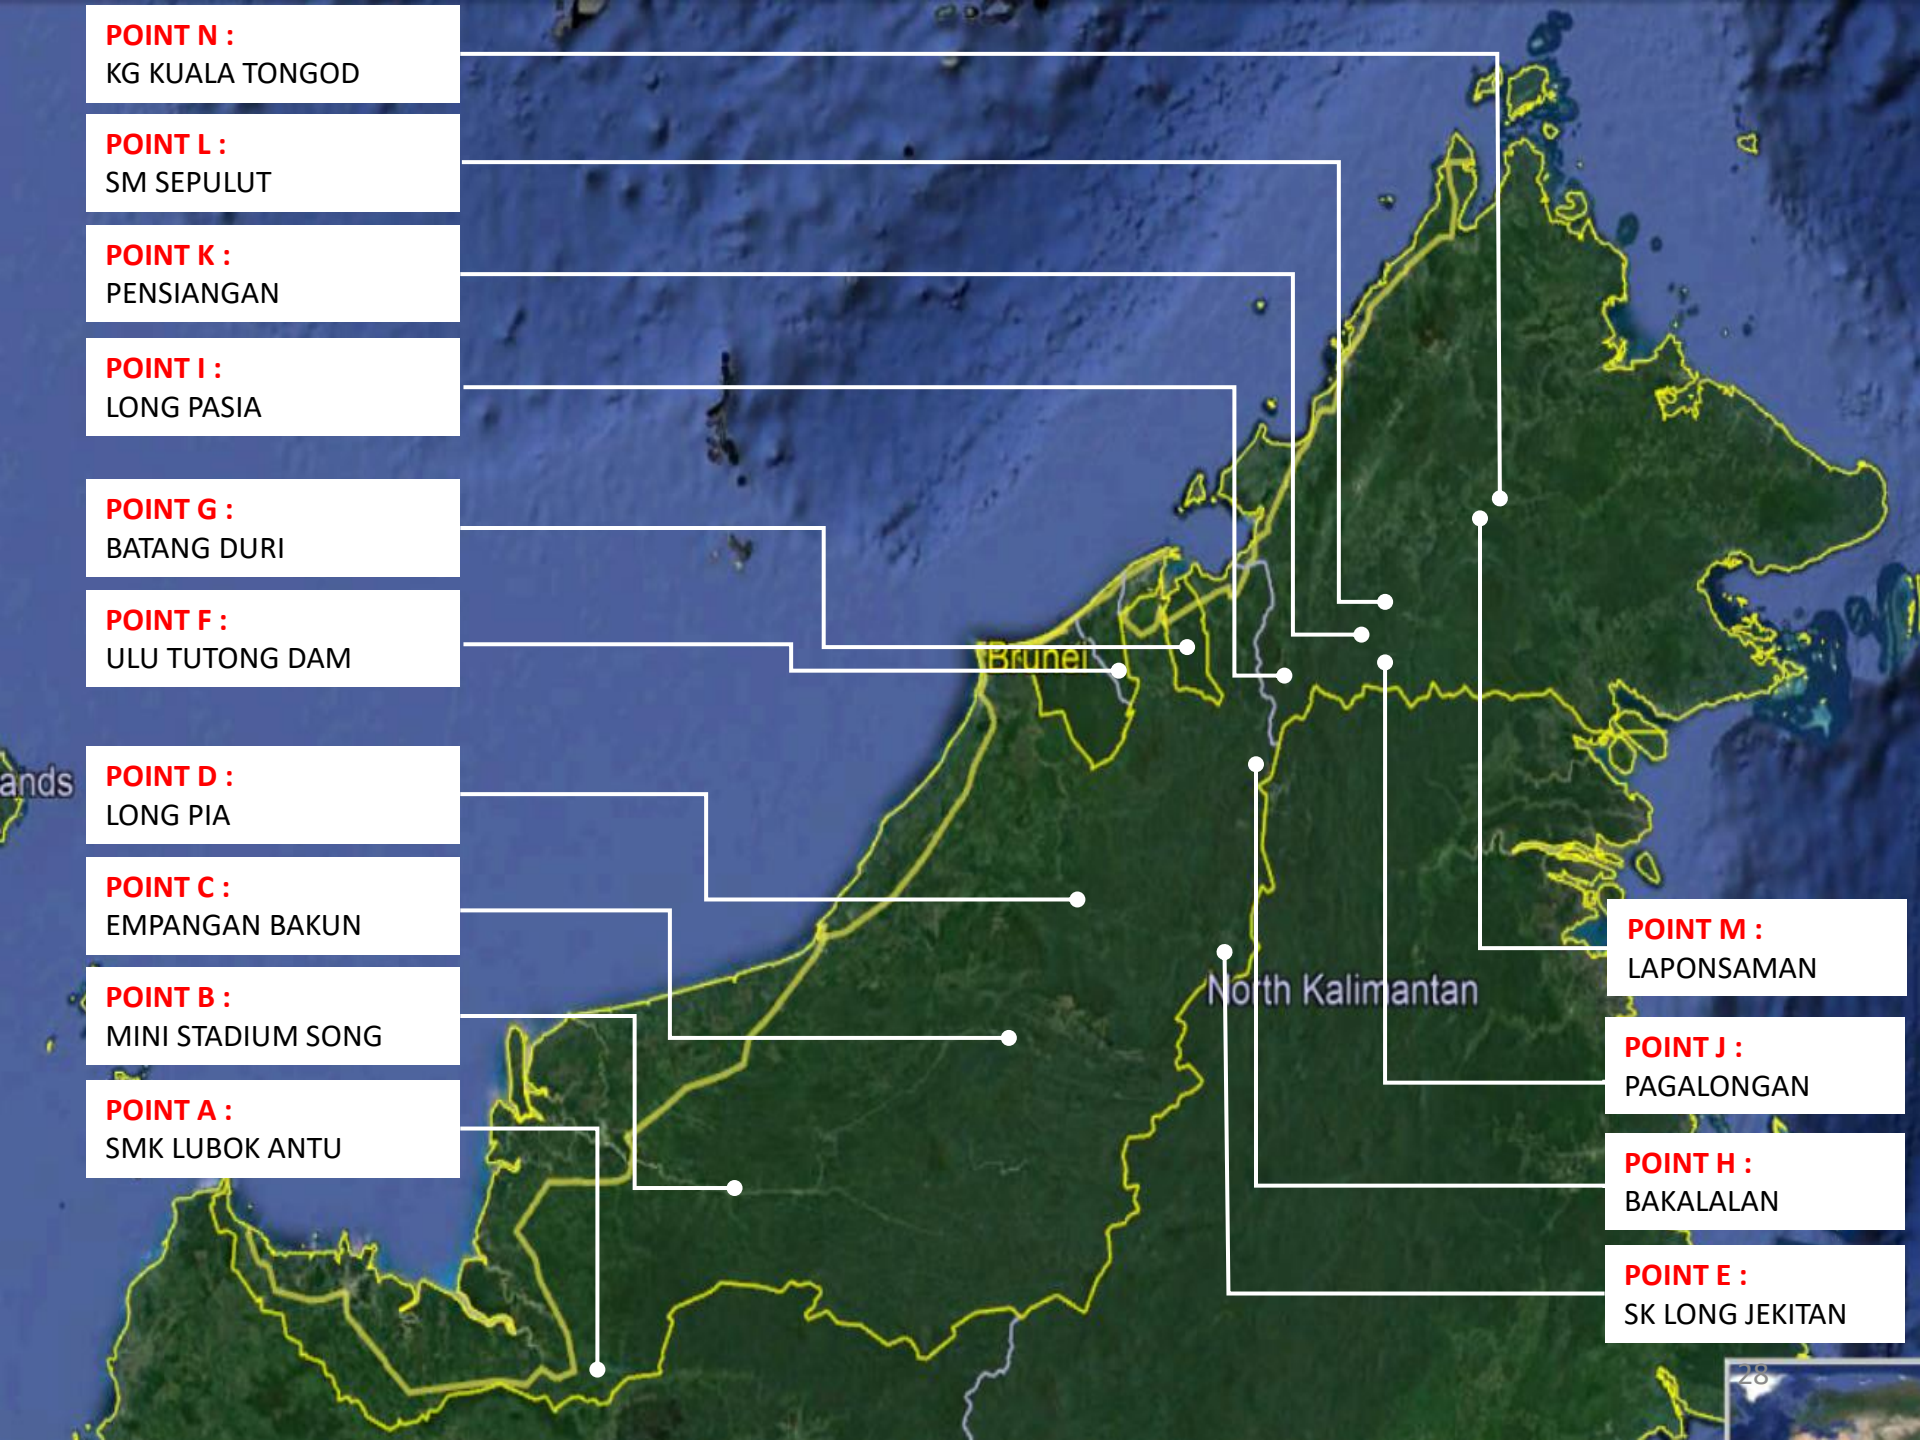 POINT N :
KG KUALA TONGOD
POINT L :
SM SEPULUT
POINT K :
PENSIANGAN
POINT I :
LONG PASIA
POINT G :
BATANG DURI
POINT F :
ULU TUTONG DAM
Brunei
POINT D :
LONG PIA
ands
POINT C :
EMPANGAN BAKUN
POINT B :
MINI STADIUM SONG
POINT A :
SMK LUBOK ANTU
North Kalimantan
POINT M :
LAPONSAMAN
POINT J :
PAGALONGAN
POINT H :
BAKALALAN
POINT E :
SK LONG JEKITAN
28